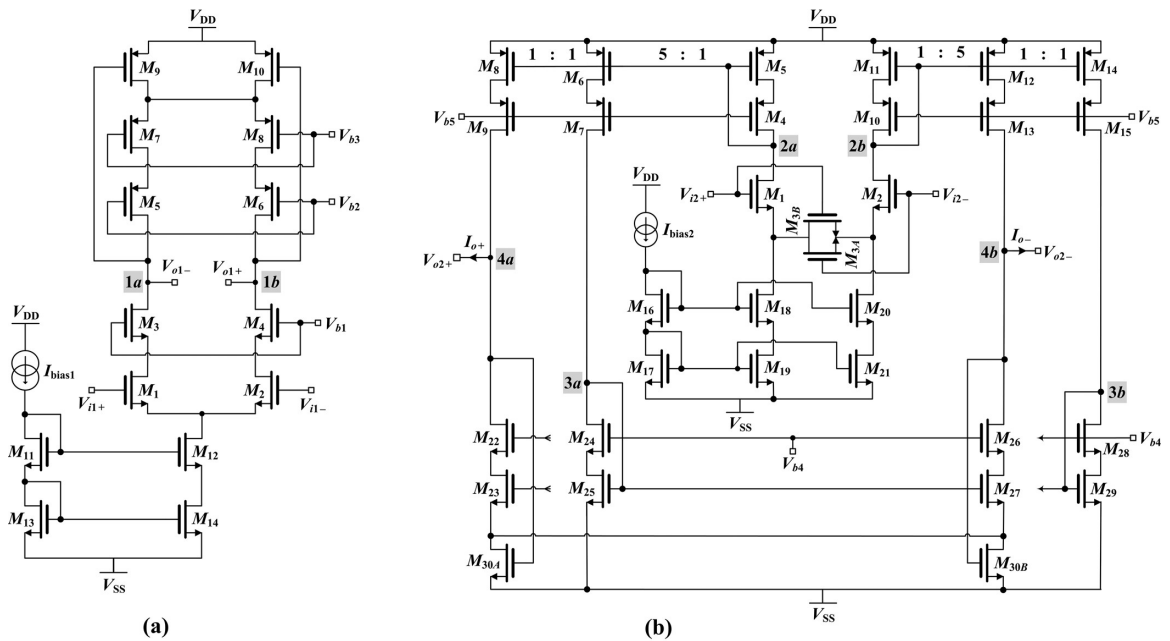 V_DD
M_9 M_10
M_7 M_8 V_b3
M_5 M_6 V_b2
V_o1− V_o1+
1a 1b
V_DD
M_3 M_4 V_b1
I_bias1
V_i1+ M_1 M_2 V_i1−
M_11 M_12
M_13 M_14
V_SS
(a)
V_DD
1 : 1 5 : 1 1 : 5 1 : 1
M_8 M_6 M_5 M_11 M_12 M_14
V_b5 M_9 M_7 M_4 M_10 M_13 M_15 V_b5
2a 2b
V_DD
V_i2+ M_1 M_2 V_i2−
M_3B
M_3A
I_bias2
I_o+ I_o−
V_o2+ 4a 4b V_o2−
M_16 M_18 M_20
M_17 M_19 M_21
3a 3b
V_SS
M_22 M_24 V_b4 M_26 M_28 V_b4
M_23 M_25 M_27 M_29
M_30A M_30B
V_SS
(b)